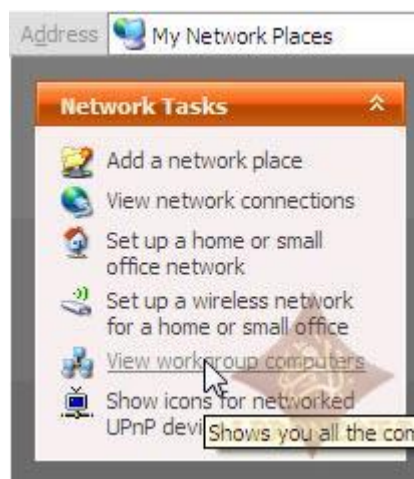 Address My Network Places
Network Tasks
Add a network place
View network connections
Set up a home or small
office network
Set up a wireless network
for a home or small office
View workgroup computers
Show icons for networked
UPnP devi
Shows you all the com